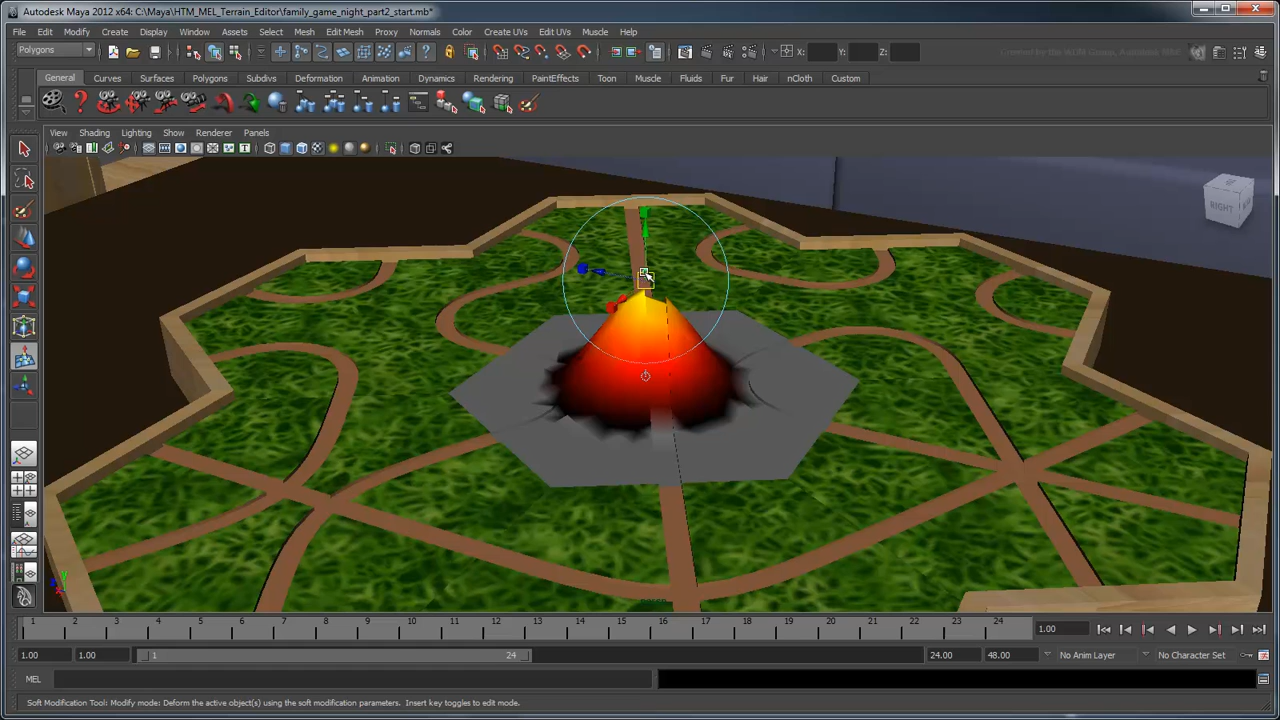 Autodesk Maya 2012 x64: C:\Maya\HTM_MEL_Terrain_Editor\family_game_night_part2_start.mb*
File Edit Modify Create Display Window Assets Select Mesh Edit Mesh Proxy Normals Color Create UVs Edit UVs Muscle Help
Polygons X: Y: Z:
General Curves Surfaces Polygons Subdivs Deformation Animation Dynamics Rendering PaintEffects Toon Muscle Fluids Fur Hair nCloth Custom
View Shading Lighting Show Renderer Panels
RIGHT
persp
1 2 3 4 5 6 7 8 9 10 11 12 13 14 15 16 17 18 19 20 21 22 23 24 1.00
1.00 1.00 1 24 24.00 48.00 No Anim Layer No Character Set
MEL
Soft Modification Tool: Modify mode: Deform the active object(s) using the soft modification parameters. Insert key toggles to edit mode.